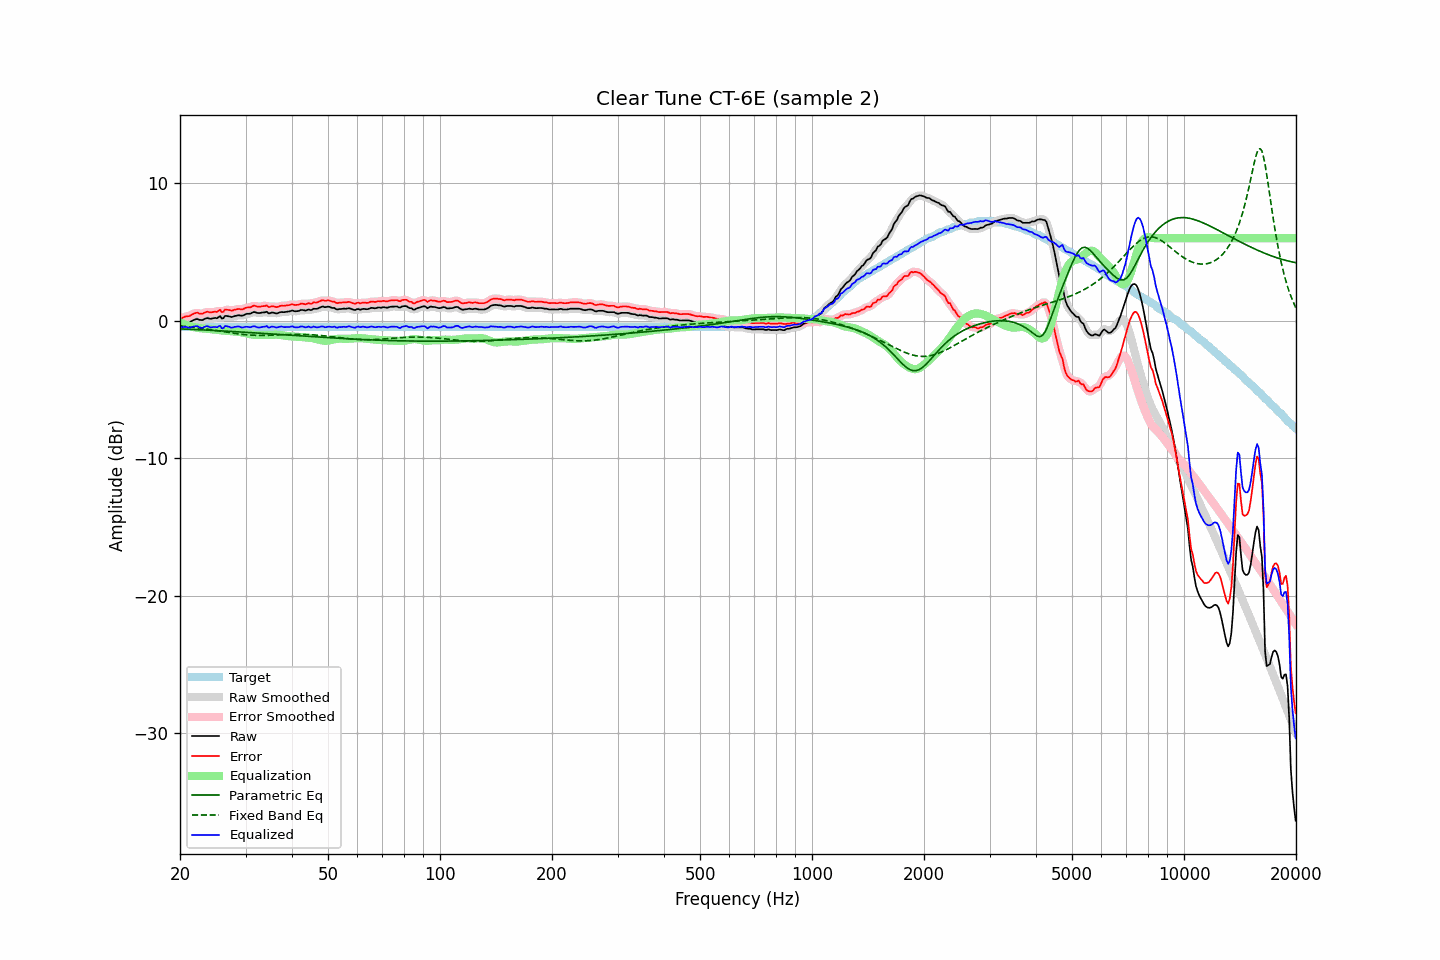 Clear Tune CT-6E (sample 2)
10
0
−10
−20
−30
Amplitude (dBr)
Target
Raw Smoothed
Error Smoothed
Raw
Error
Equalization
Parametric Eq
Fixed Band Eq
Equalized
20 50 100 200 500 1000 2000 5000 10000 20000
Frequency (Hz)